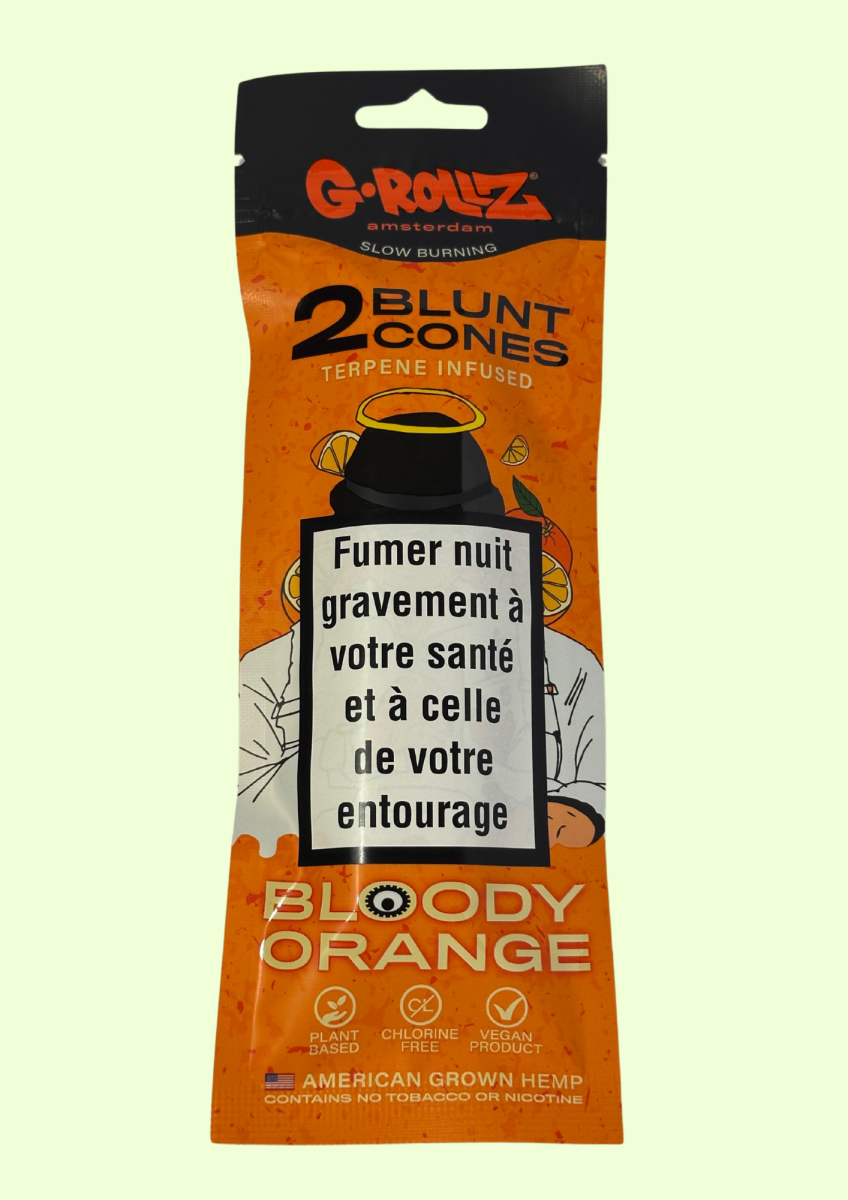 G·ROLLZ®
amsterdam
SLOW BURNING
2 BLUNT
CONES
TERPENE INFUSED
Fumer nuit
gravement à
votre santé
et à celle
de votre
entourage
BLOODY
ORANGE
PLANT BASED
CL
CHLORINE FREE
VEGAN PRODUCT
AMERICAN GROWN HEMP
CONTAINS NO TOBACCO OR NICOTINE